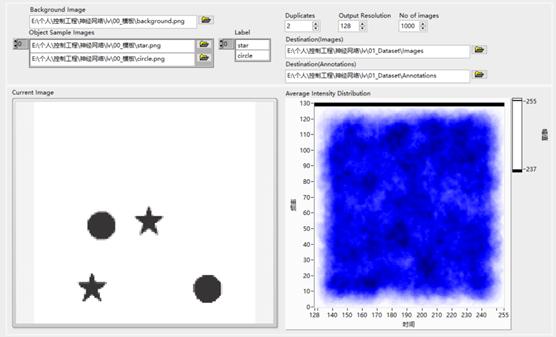 Background Image
E:\个人\控制工程\神经网络\lv\00_模板\background.png
Object Sample Images
Label
0
E:\个人\控制工程\神经网络\lv\00_模板\star.png
0
star
E:\个人\控制工程\神经网络\lv\00_模板\circle.png
circle
Duplicates
Output Resolution
No of images
2
128
1000
Destination(Images)
E:\个人\控制工程\神经网络\lv\01_Dataset\Images
Destination(Annotations)
E:\个人\控制工程\神经网络\lv\01_Dataset\Annotations
Current Image
Average Intensity Distribution
130
120
110
100
90
80
70
60
50
40
30
20
10
0
128
140
150
160
170
180
190
200
210
220
230
240
255
时间
-255
-237